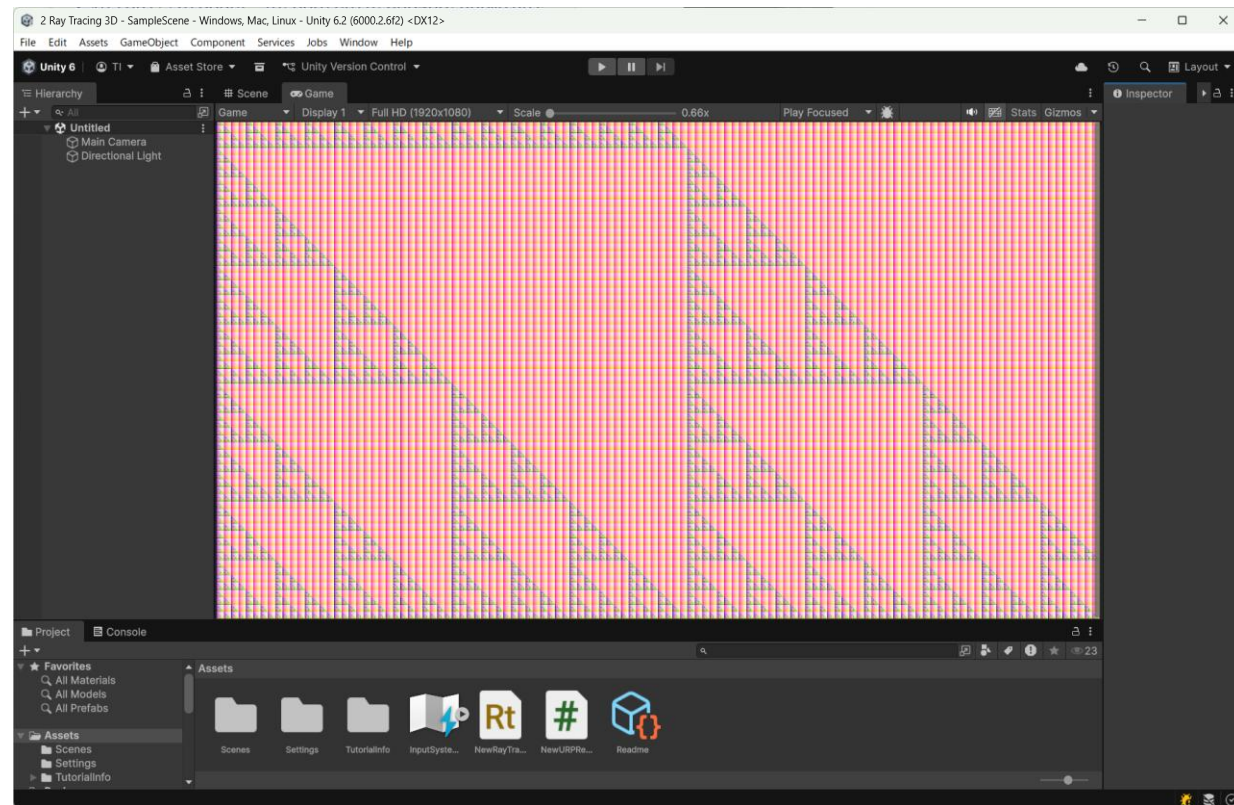 2 Ray Tracing 3D - SampleScene - Windows, Mac, Linux - Unity 6.2 (6000.2.6f2) <DX12>
File Edit Assets GameObject Component Services Jobs Window Help
Unity 6 TI Asset Store Unity Version Control Layout
Hierarchy # Scene Game Inspector
All Game Display 1 Full HD (1920x1080) Scale 0.66x Play Focused Stats Gizmos
Untitled
Main Camera
Directional Light
Project Console
23
Favorites
All Materials
All Models
All Prefabs
Assets
Scenes
Settings
TutorialInfo
Assets
Rt # {}
Scenes Settings TutorialInfo InputSyste... NewRayTra... NewURPRe... Readme